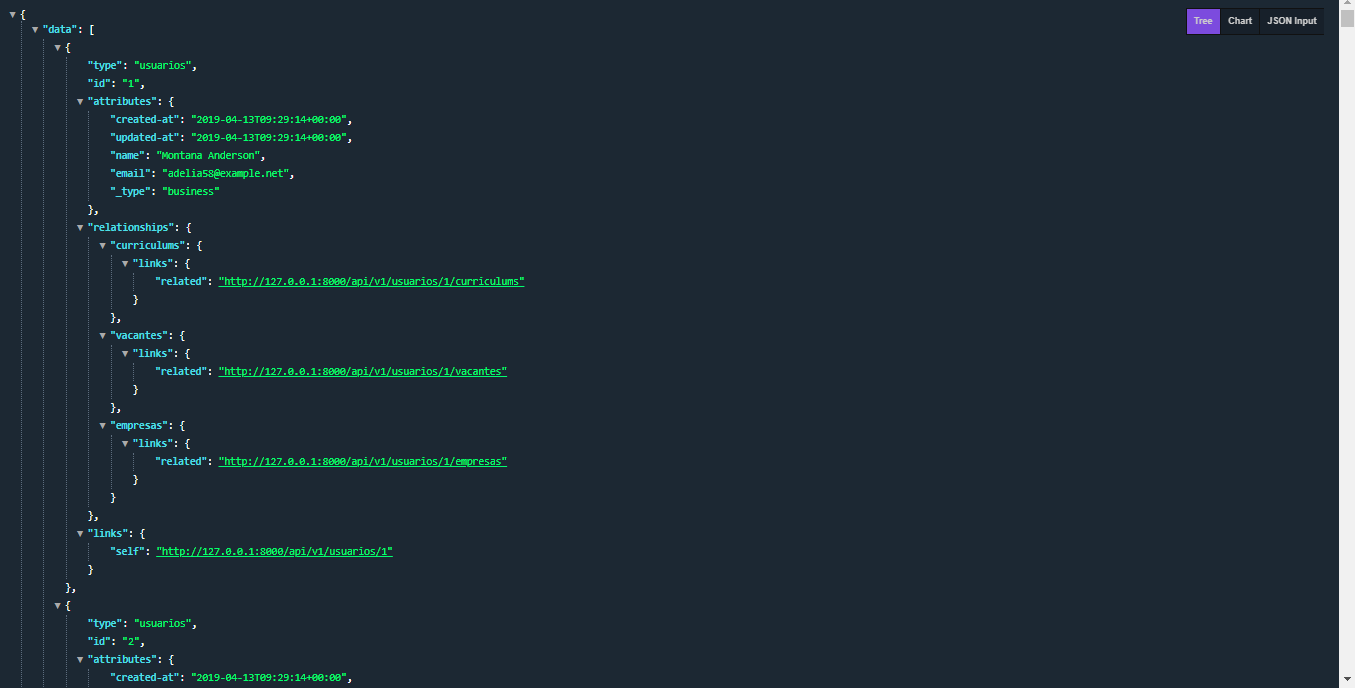 {
Tree Chart JSON Input
"data": [
{
"type": "usuarios",
"id": "1",
"attributes": {
"created-at": "2019-04-13T09:29:14+00:00",
"updated-at": "2019-04-13T09:29:14+00:00",
"name": "Montana Anderson",
"email": "adelia58@example.net",
"_type": "business"
},
"relationships": {
"curriculums": {
"links": {
"related": "http://127.0.0.1:8000/api/v1/usuarios/1/curriculums"
}
},
"vacantes": {
"links": {
"related": "http://127.0.0.1:8000/api/v1/usuarios/1/vacantes"
}
},
"empresas": {
"links": {
"related": "http://127.0.0.1:8000/api/v1/usuarios/1/empresas"
}
}
},
"links": {
"self": "http://127.0.0.1:8000/api/v1/usuarios/1"
}
},
{
"type": "usuarios",
"id": "2",
"attributes": {
"created-at": "2019-04-13T09:29:14+00:00",